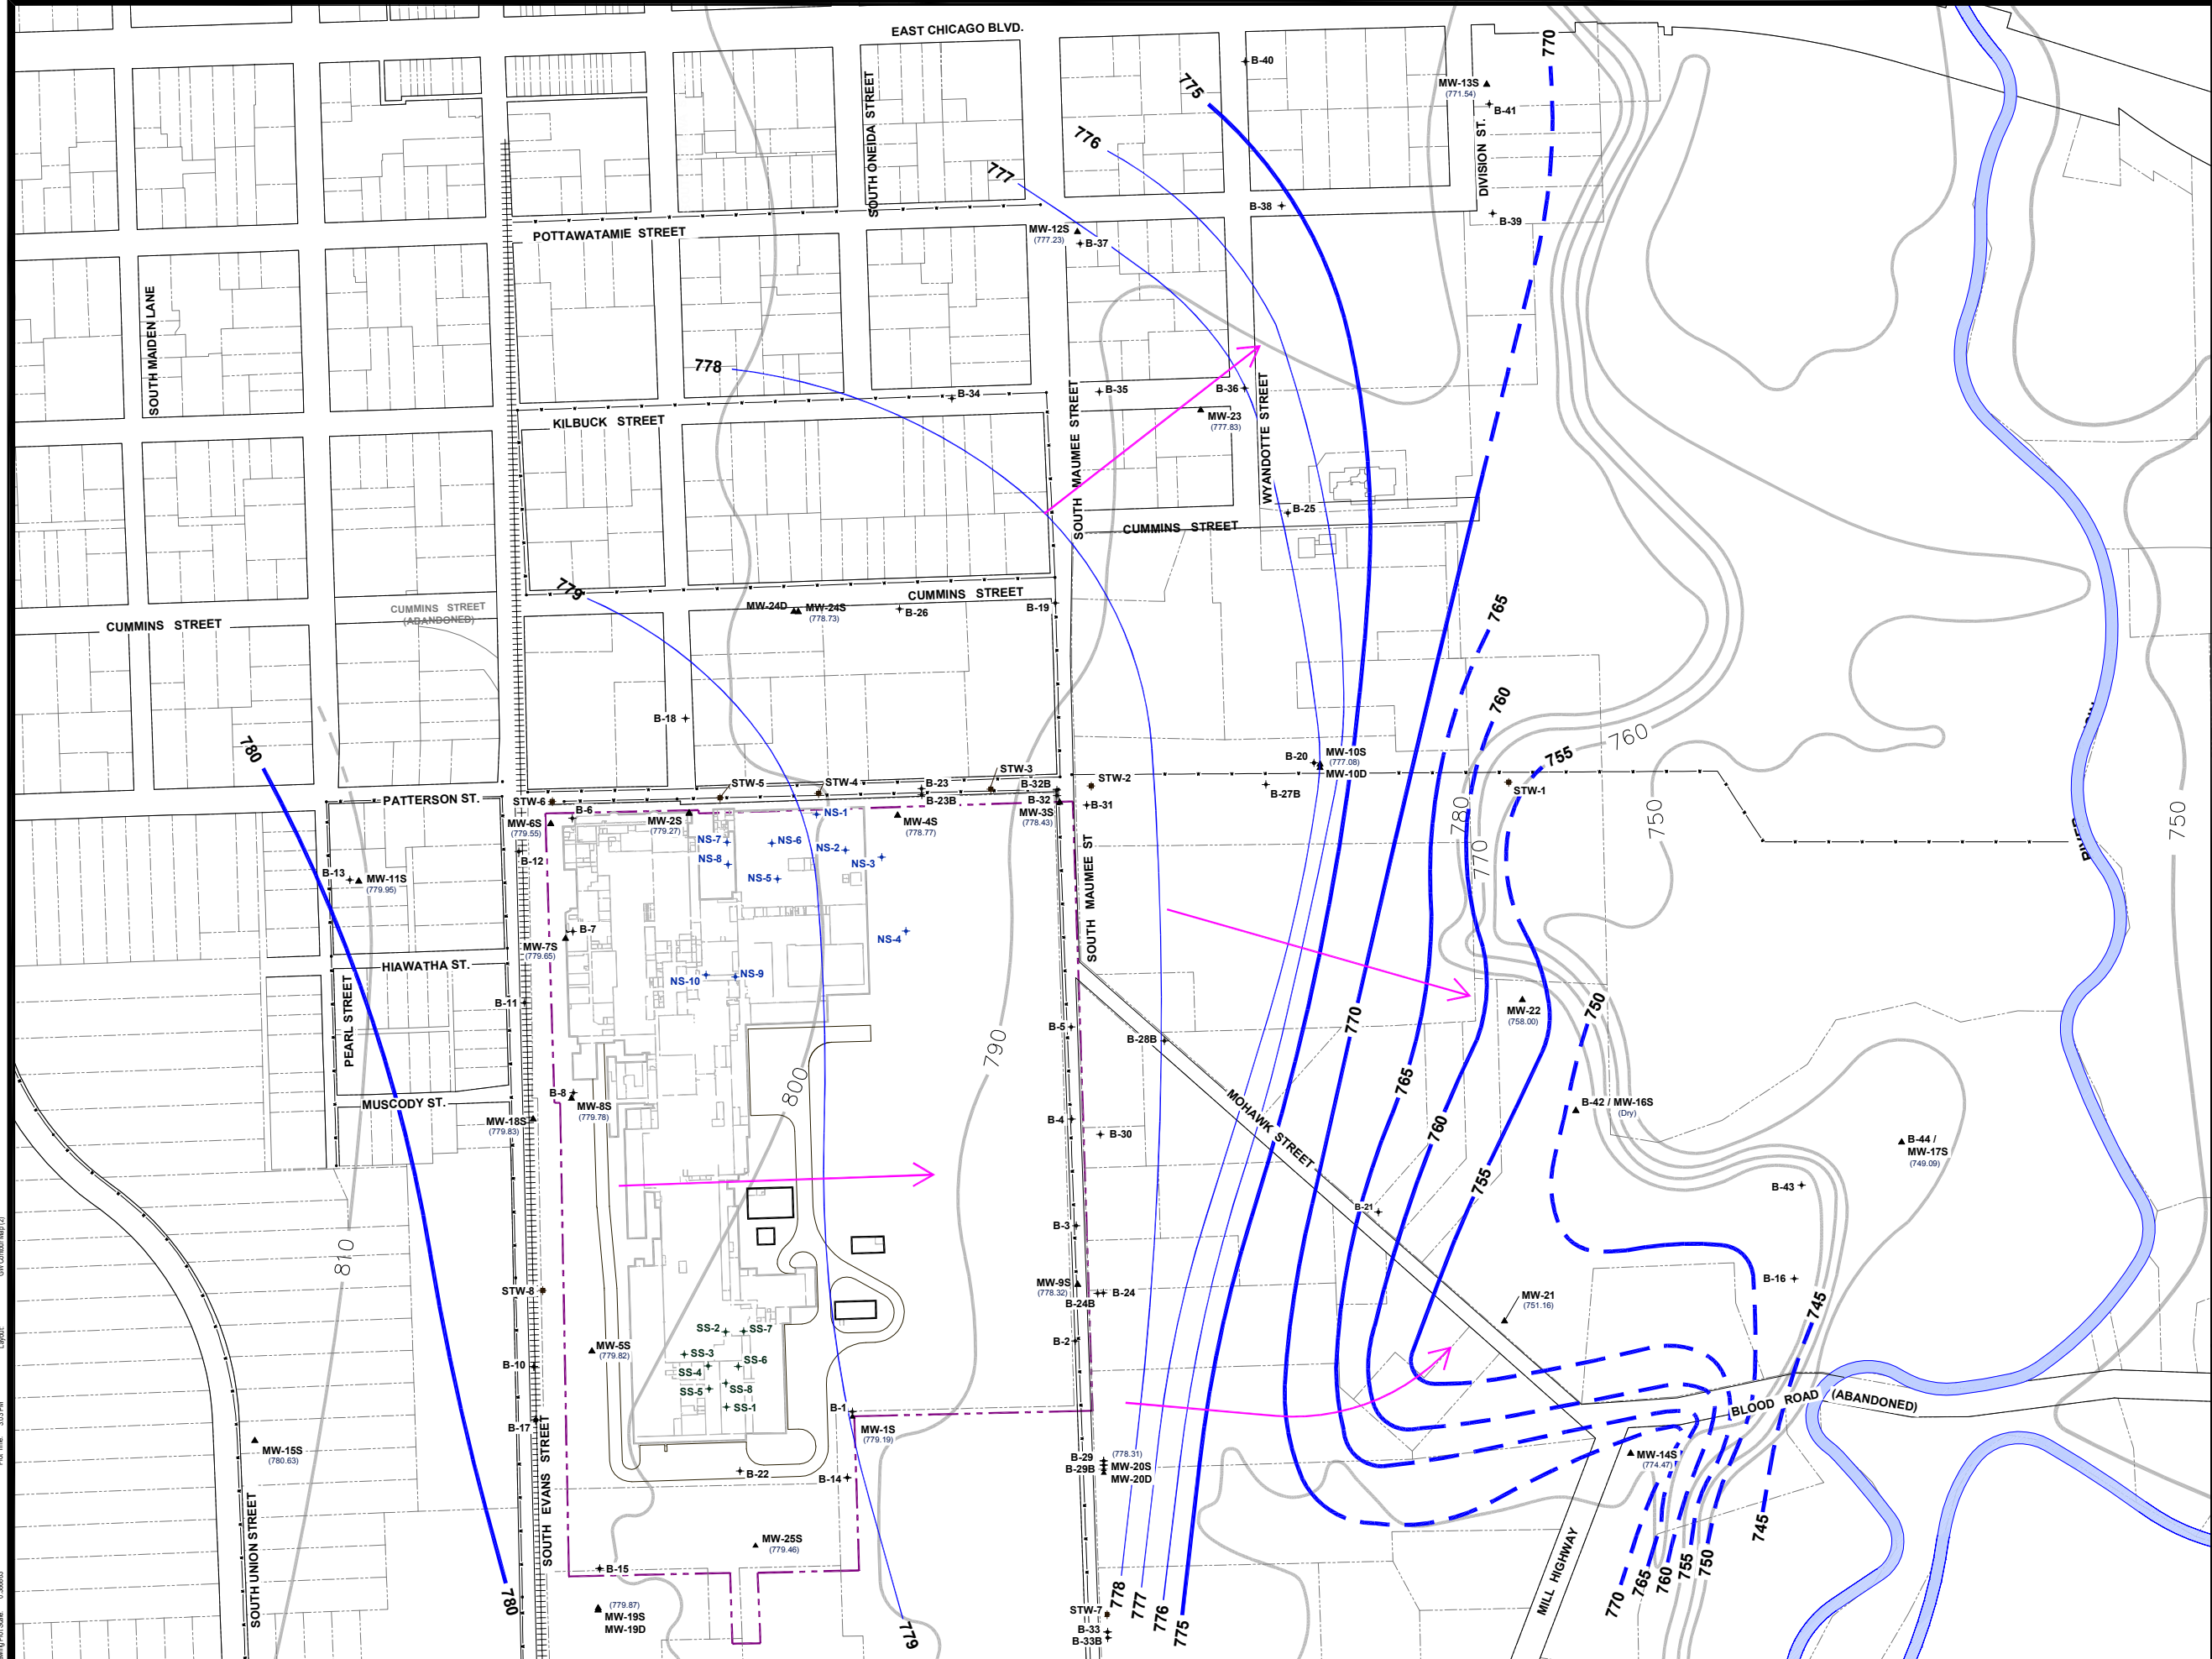 EAST CHICAGO BLVD.
770
B-40
775
MW-13S
(771.54)
B-41
776
DIVISION ST.
SOUTH ONEIDA STREET
777
B-38
B-39
POTTAWATAMIE STREET
MW-12S
(777.23)
B-37
SOUTH MAIDEN LANE
778
B-34
B-35
B-36
SOUTH MAUMEE STREET
WYANDOTTE STREET
MW-23
(777.83)
KILBUCK STREET
B-25
CUMMINS STREET
779
CUMMINS STREET
CUMMINS STREET
(ABANDONED)
MW-24D
MW-24S
(778.73)
B-26
B-19
765
CUMMINS STREET
B-18
760
780
760
B-20
MW-10S
(777.08)
MW-10D
755
STW-3
STW-2
STW-5
STW-4
B-23
B-32B
B-27B
STW-1
PATTERSON ST.
STW-6
B-23B
B-32
B-31
B-6
MW-6S
(779.55)
MW-2S
(779.27)
NS-1
MW-4S
(778.77)
MW-3S
(778.43)
780
750
750
NS-7
NS-6
NS-2
NS-8
NS-3
NS-5
B-12
B-13
MW-11S
(779.95)
770
RIVER
SOUTH MAUMEE ST
B-7
MW-7S
(779.65)
NS-4
HIAWATHA ST.
NS-9
NS-10
PEARL STREET
B-11
MW-22
(758.00)
750
770
B-5
B-28B
790
765
800
B-8
MW-8S
(779.78)
MUSCODY ST.
MW-18S
(779.83)
B-4
B-30
MOHAWK STREET
760
B-42 / MW-16S
(Dry)
B-44 /
MW-17S
(749.09)
755
B-43
B-21
B-3
810
STW-8
MW-9S
(778.32)
B-24
B-24B
B-16
MW-21
(751.16)
745
SS-2
SS-7
B-2
MW-5S
(779.82)
SS-3
SS-6
SS-4
SS-8
SS-5
SS-1
B-10
B-1
B-17
MW-1S
(779.19)
BLOOD ROAD (ABANDONED)
MW-15S
(780.63)
SOUTH EVANS STREET
B-22
B-14
(778.31)
B-29
MW-20S
B-29B
MW-20D
MW-14S
(774.47)
SOUTH UNION STREET
MW-25S
(779.46)
B-15
745
750
755
760
765
770
MILL HIGHWAY
780
(779.87)
MW-19S
MW-19D
779
778
777
776
775
STW-7
B-33
B-33B